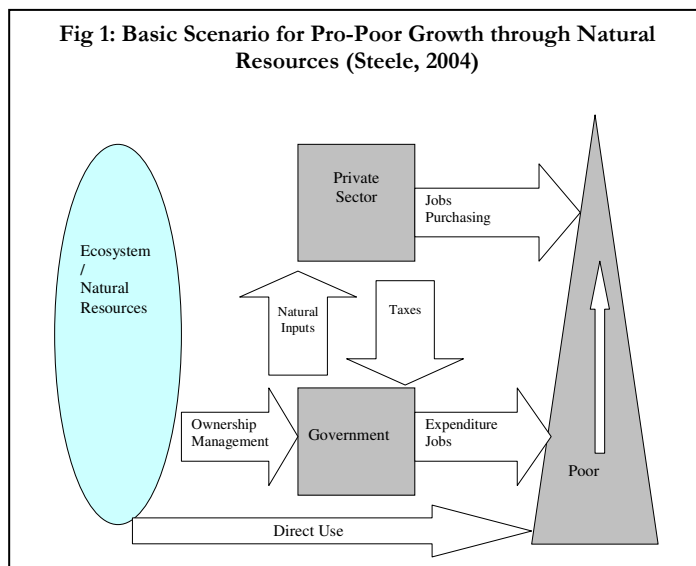 Fig 1: Basic Scenario for Pro-Poor Growth through Natural
Resources (Steele, 2004)
Private
Sector
Jobs
Purchasing
Ecosystem
/
Natural
Resources
Natural
Inputs
Taxes
Ownership
Management
Government
Expenditure
Jobs
Poor
Direct Use